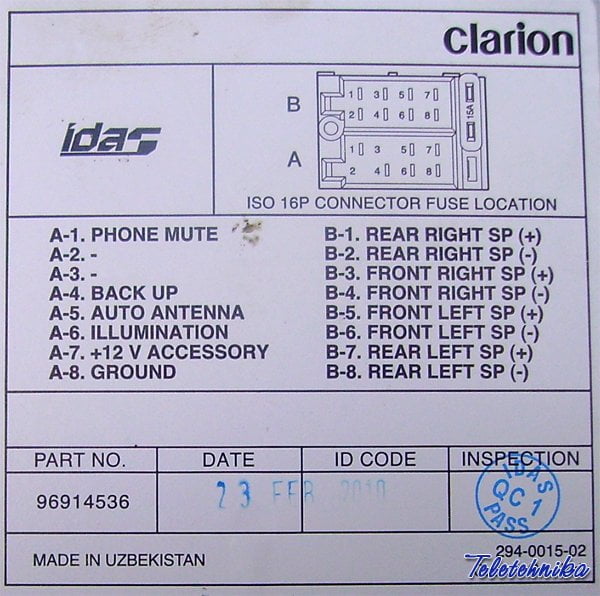 clarion
idas
B
1 3 5 7
2 4 6 8
15A
A
1 3 5 7
2 4 6 8
ISO 16P CONNECTOR FUSE LOCATION
A-1. PHONE MUTE
A-2. -
A-3. -
A-4. BACK UP
A-5. AUTO ANTENNA
A-6. ILLUMINATION
A-7. +12 V ACCESSORY
A-8. GROUND
B-1. REAR RIGHT SP (+)
B-2. REAR RIGHT SP (-)
B-3. FRONT RIGHT SP (+)
B-4. FRONT RIGHT SP (-)
B-5. FRONT LEFT SP (+)
B-6. FRONT LEFT SP (-)
B-7. REAR LEFT SP (+)
B-8. REAR LEFT SP (-)
PART NO. DATE ID CODE INSPECTION
96914536 23 FEB 2010
IDAS
QC 1
PASS
MADE IN UZBEKISTAN 294-0015-02
Teletehnika